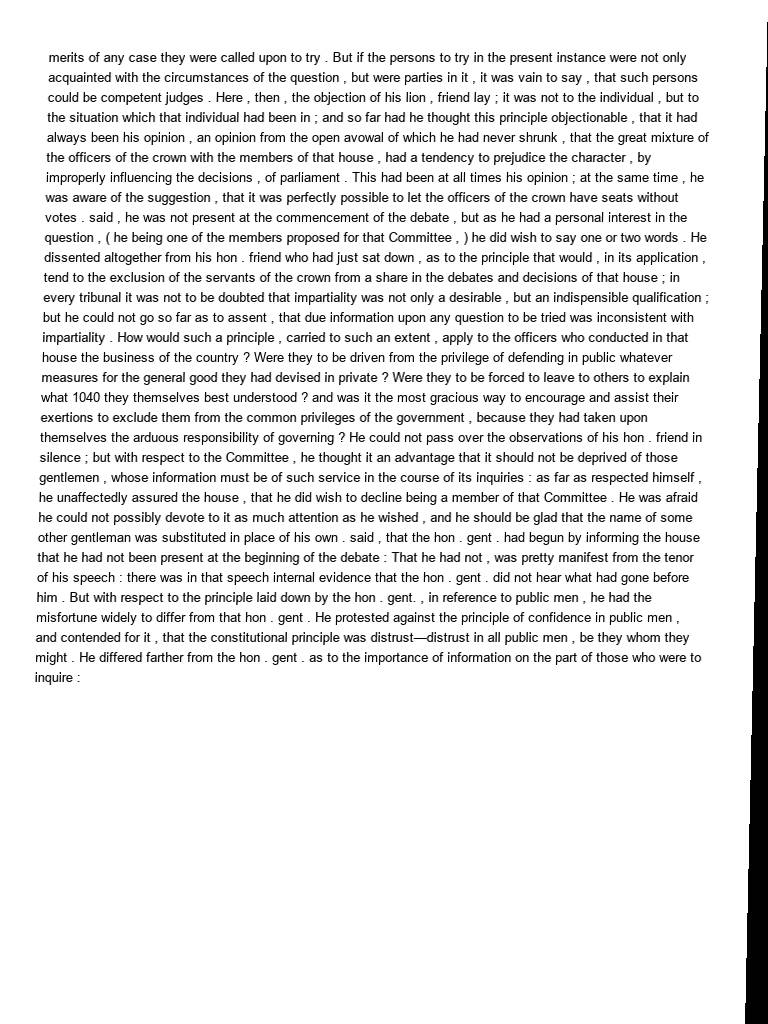 merits of any case they were called upon to try . But if the persons to try in the present instance were not only
acquainted with the circumstances of the question , but were parties in it , it was vain to say , that such persons
could be competent judges . Here , then , the objection of his lion , friend lay ; it was not to the individual , but to
the situation which that individual had been in ; and so far had he thought this principle objectionable , that it had
always been his opinion , an opinion from the open avowal of which he had never shrunk , that the great mixture of
the officers of the crown with the members of that house , had a tendency to prejudice the character , by
improperly influencing the decisions , of parliament . This had been at all times his opinion ; at the same time , he
was aware of the suggestion , that it was perfectly possible to let the officers of the crown have seats without
votes . said , he was not present at the commencement of the debate , but as he had a personal interest in the
question , ( he being one of the members proposed for that Committee , ) he did wish to say one or two words . He
dissented altogether from his hon . friend who had just sat down , as to the principle that would , in its application ,
tend to the exclusion of the servants of the crown from a share in the debates and decisions of that house ; in
every tribunal it was not to be doubted that impartiality was not only a desirable , but an indispensible qualification ;
but he could not go so far as to assent , that due information upon any question to be tried was inconsistent with
impartiality . How would such a principle , carried to such an extent , apply to the officers who conducted in that
house the business of the country ? Were they to be driven from the privilege of defending in public whatever
measures for the general good they had devised in private ? Were they to be forced to leave to others to explain
what 1040 they themselves best understood ? and was it the most gracious way to encourage and assist their
exertions to exclude them from the common privileges of the government , because they had taken upon
themselves the arduous responsibility of governing ? He could not pass over the observations of his hon . friend in
silence ; but with respect to the Committee , he thought it an advantage that it should not be deprived of those
gentlemen , whose information must be of such service in the course of its inquiries : as far as respected himself ,
he unaffectedly assured the house , that he did wish to decline being a member of that Committee . He was afraid
he could not possibly devote to it as much attention as he wished , and he should be glad that the name of some
other gentleman was substituted in place of his own . said , that the hon . gent . had begun by informing the house
that he had not been present at the beginning of the debate : That he had not , was pretty manifest from the tenor
of his speech : there was in that speech internal evidence that the hon . gent . did not hear what had gone before
him . But with respect to the principle laid down by the hon . gent. , in reference to public men , he had the
misfortune widely to differ from that hon . gent . He protested against the principle of confidence in public men ,
and contended for it , that the constitutional principle was distrust—distrust in all public men , be they whom they
might . He differed farther from the hon . gent . as to the importance of information on the part of those who were to
inquire :